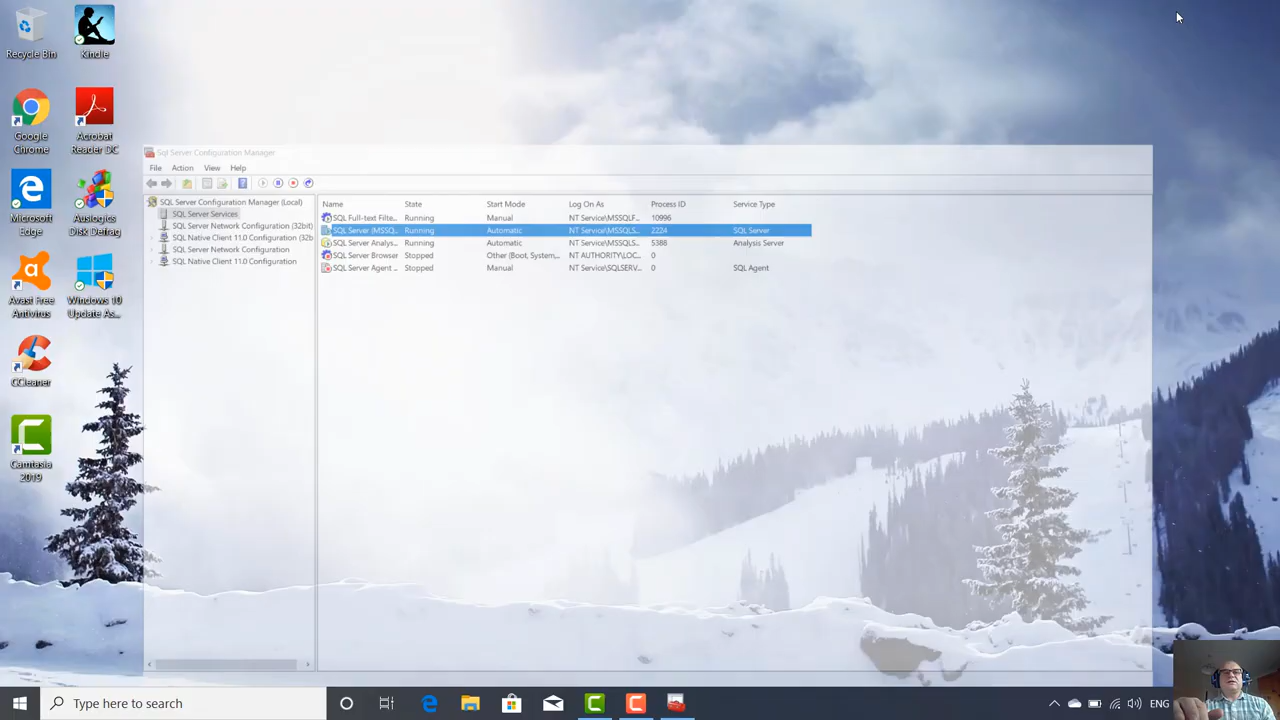 Recycle Bin
Kindle
Google
Chrome
Acrobat
Reader DC
Microsoft
Edge
Auslogics
Disk Defrag
Avast Free
Antivirus
Windows 10
Update As...
CCleaner
Camtasia
2019
Sql Server Configuration Manager
File Action View Help
SQL Server Configuration Manager (Local)
SQL Server Services
SQL Server Network Configuration (32bit)
SQL Native Client 11.0 Configuration (32b
SQL Server Network Configuration
SQL Native Client 11.0 Configuration
Name State Start Mode Log On As Process ID Service Type
SQL Full-text Filte... Running Manual NT Service\MSSQLF... 10996
SQL Server (MSSQ... Running Automatic NT Service\MSSQLS... 2224 SQL Server
SQL Server Analys... Running Automatic NT Service\MSSQLS... 5388 Analysis Server
SQL Server Browser Stopped Other (Boot, System,... NT AUTHORITY\LOC... 0
SQL Server Agent ... Stopped Manual NT Service\SQLSERV... 0 SQL Agent
Type here to search
ENG